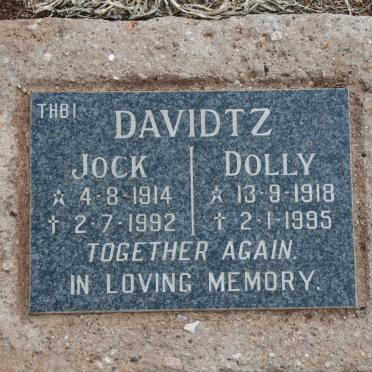 THB1
DAVIDTZ
JOCK
☆ 4-8-1914
† 2-7-1992
DOLLY
☆ 13-9-1918
† 2-1-1995
TOGETHER AGAIN.
IN LOVING MEMORY.